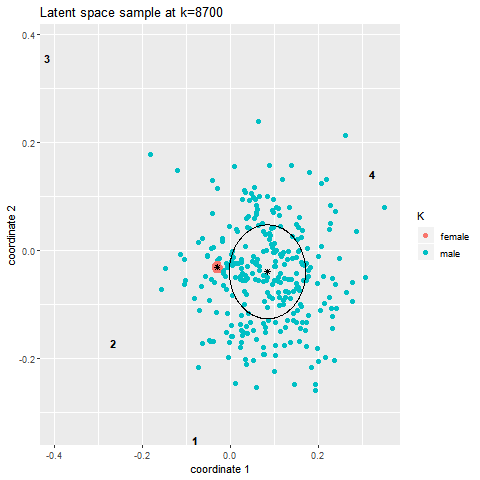 Latent space sample at k=8700
0.4
0.2
0.0
-0.2
coordinate 2
3
4
2
1
-0.4
-0.2
0.0
0.2
coordinate 1
K
female
male